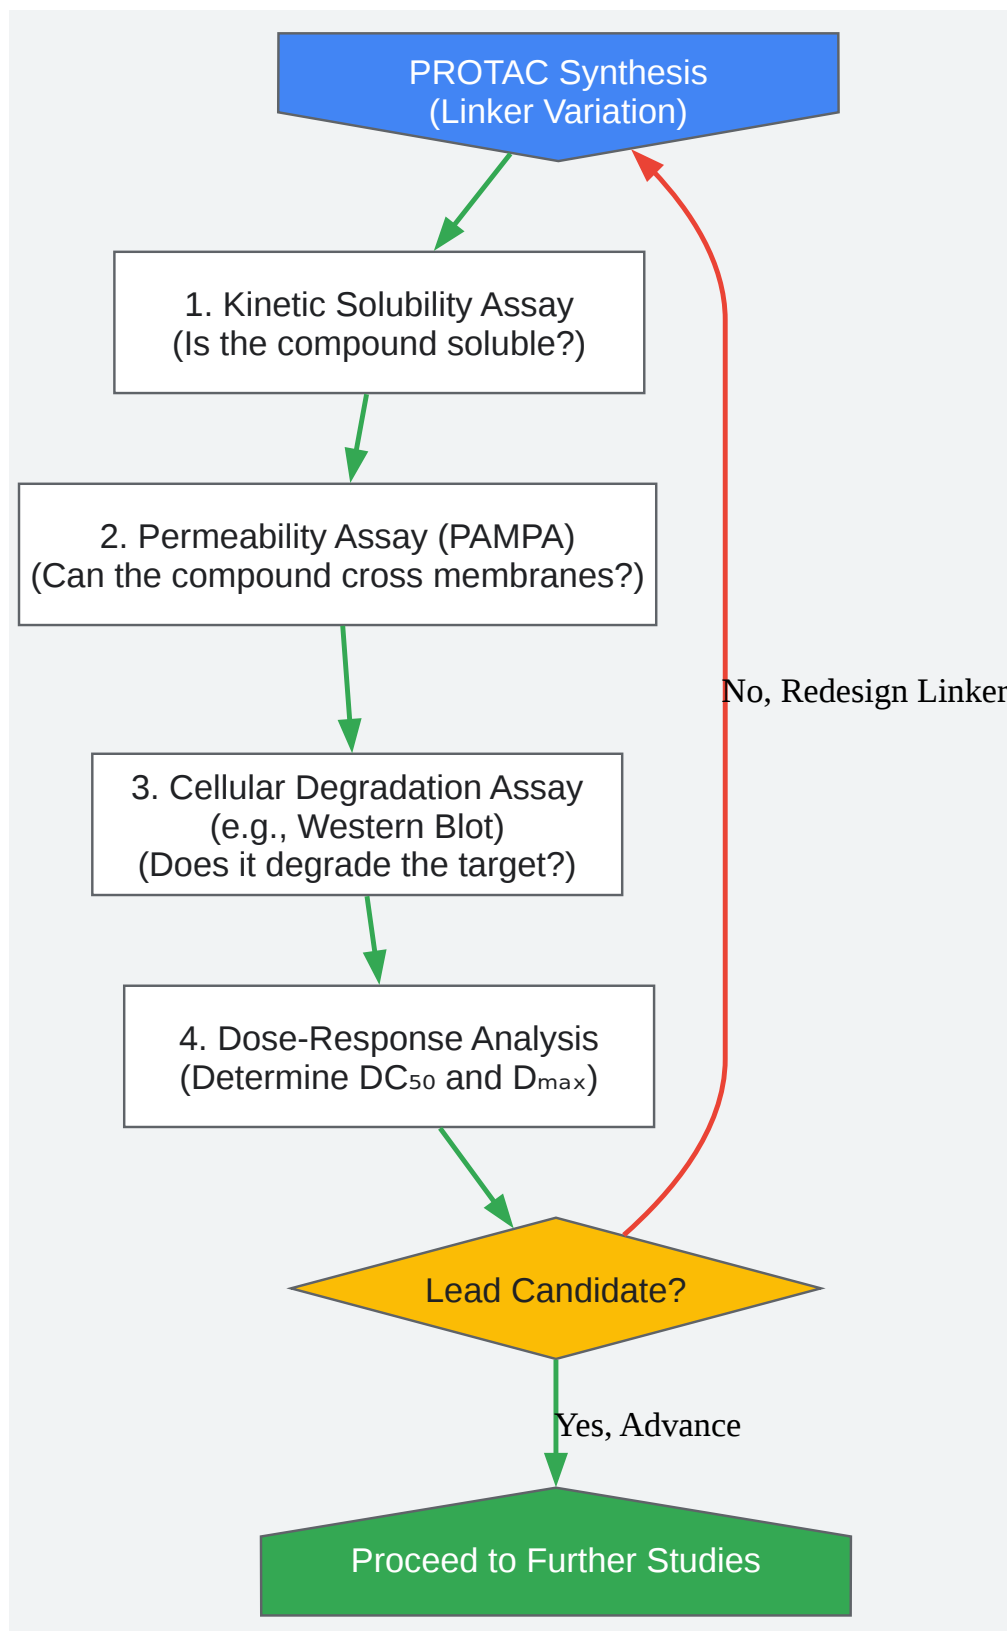 PROTAC Synthesis
(Linker Variation)
1. Kinetic Solubility Assay
(Is the compound soluble?)
2. Permeability Assay (PAMPA)
(Can the compound cross membranes?)
No, Redesign Linker
3. Cellular Degradation Assay
(e.g., Western Blot)
(Does it degrade the target?)
4. Dose-Response Analysis
(Determine DC₅₀ and Dₘₐₓ)
Lead Candidate?
Yes, Advance
Proceed to Further Studies